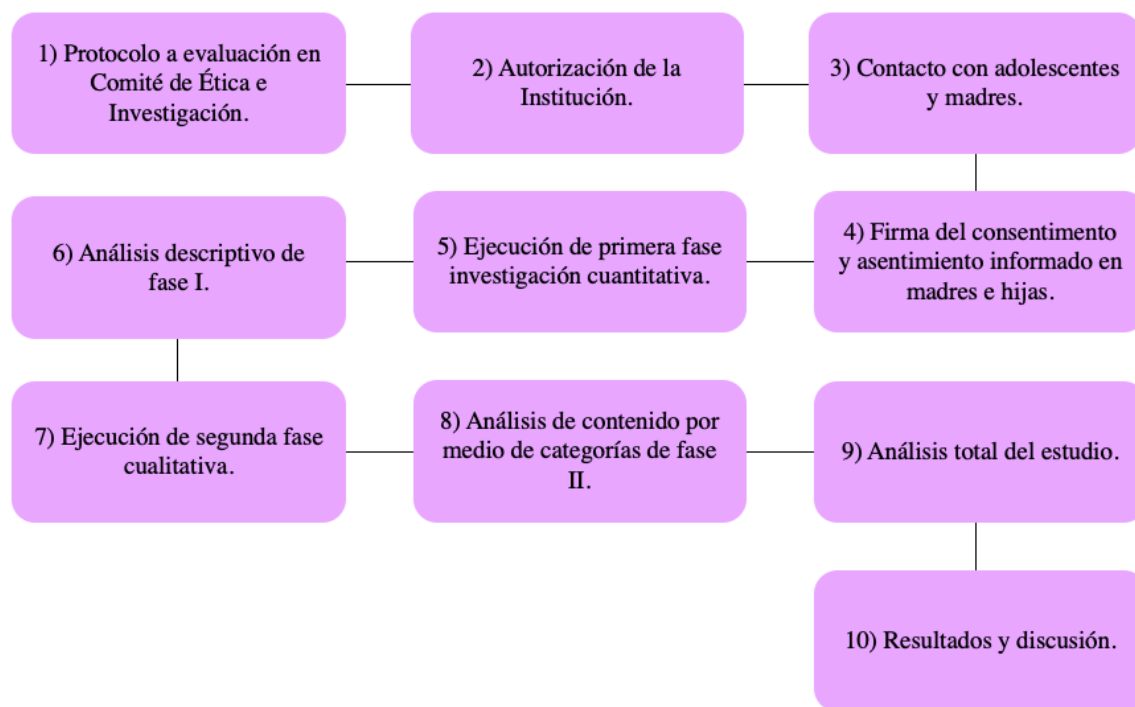 1) Protocolo a evaluación en
Comité de Ética e
Investigación.
2) Autorización de la
Institución.
3) Contacto con adolescentes
y madres.
4) Firma del consentimiento
y asentimiento informado en
madres e hijas.
5) Ejecución de primera fase
investigación cuantitativa.
6) Análisis descriptivo de
fase I.
7) Ejecución de segunda fase
cualitativa.
8) Análisis de contenido por
medio de categorías de fase
II.
9) Análisis total del estudio.
10) Resultados y discusión.